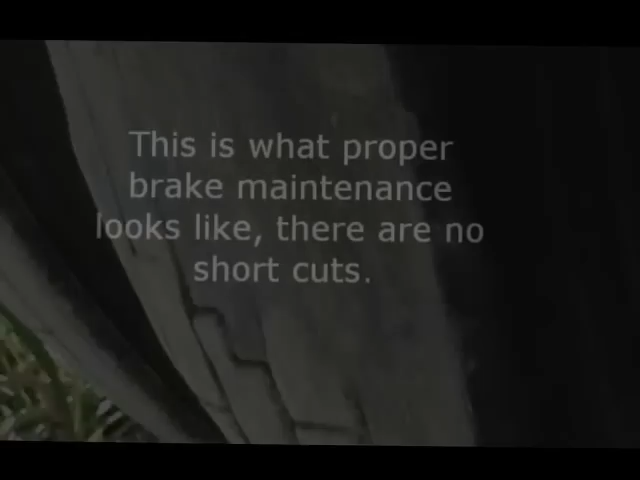 This is what proper
brake maintenance
looks like, there are no
short cuts.